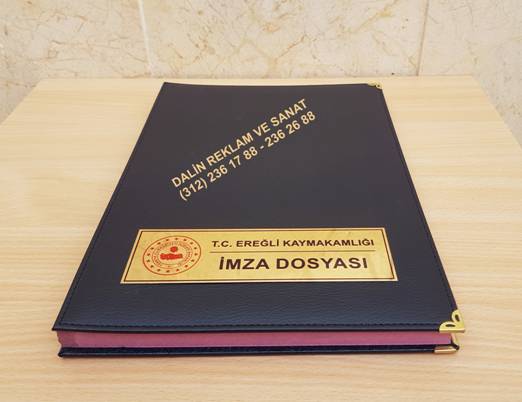 DALİN REKLAM VE SANAT
(312) 236 17 88 - 236 26 88
T.C. EREĞLİ KAYMAKAMLIĞI
İMZA DOSYASI